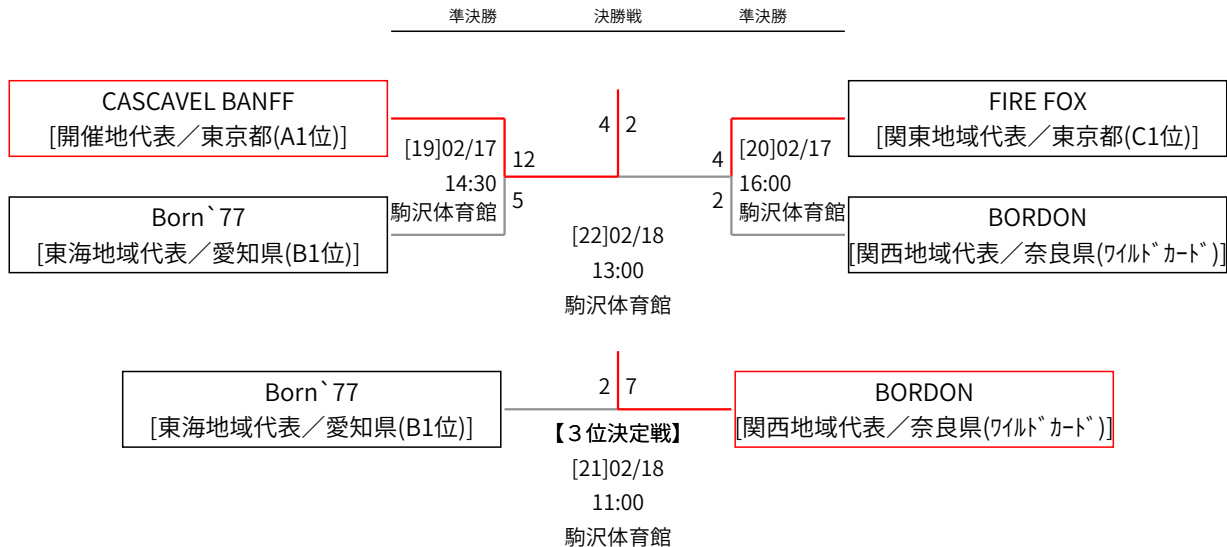 準決勝 決勝戦 準決勝
CASCAVEL BANFF
[開催地代表／東京都(A1位)]
FIRE FOX
[関東地域代表／東京都(C1位)]
4 2
[19]02/17
14:30
駒沢体育館
12
5
4
2
[20]02/17
16:00
駒沢体育館
Born`77
[東海地域代表／愛知県(B1位)]
BORDON
[関西地域代表／奈良県(ﾜｲﾙﾄﾞｶｰﾄﾞ)]
[22]02/18
13:00
駒沢体育館
Born`77
[東海地域代表／愛知県(B1位)]
2 7
BORDON
[関西地域代表／奈良県(ﾜｲﾙﾄﾞｶｰﾄﾞ)]
【３位決定戦】
[21]02/18
11:00
駒沢体育館